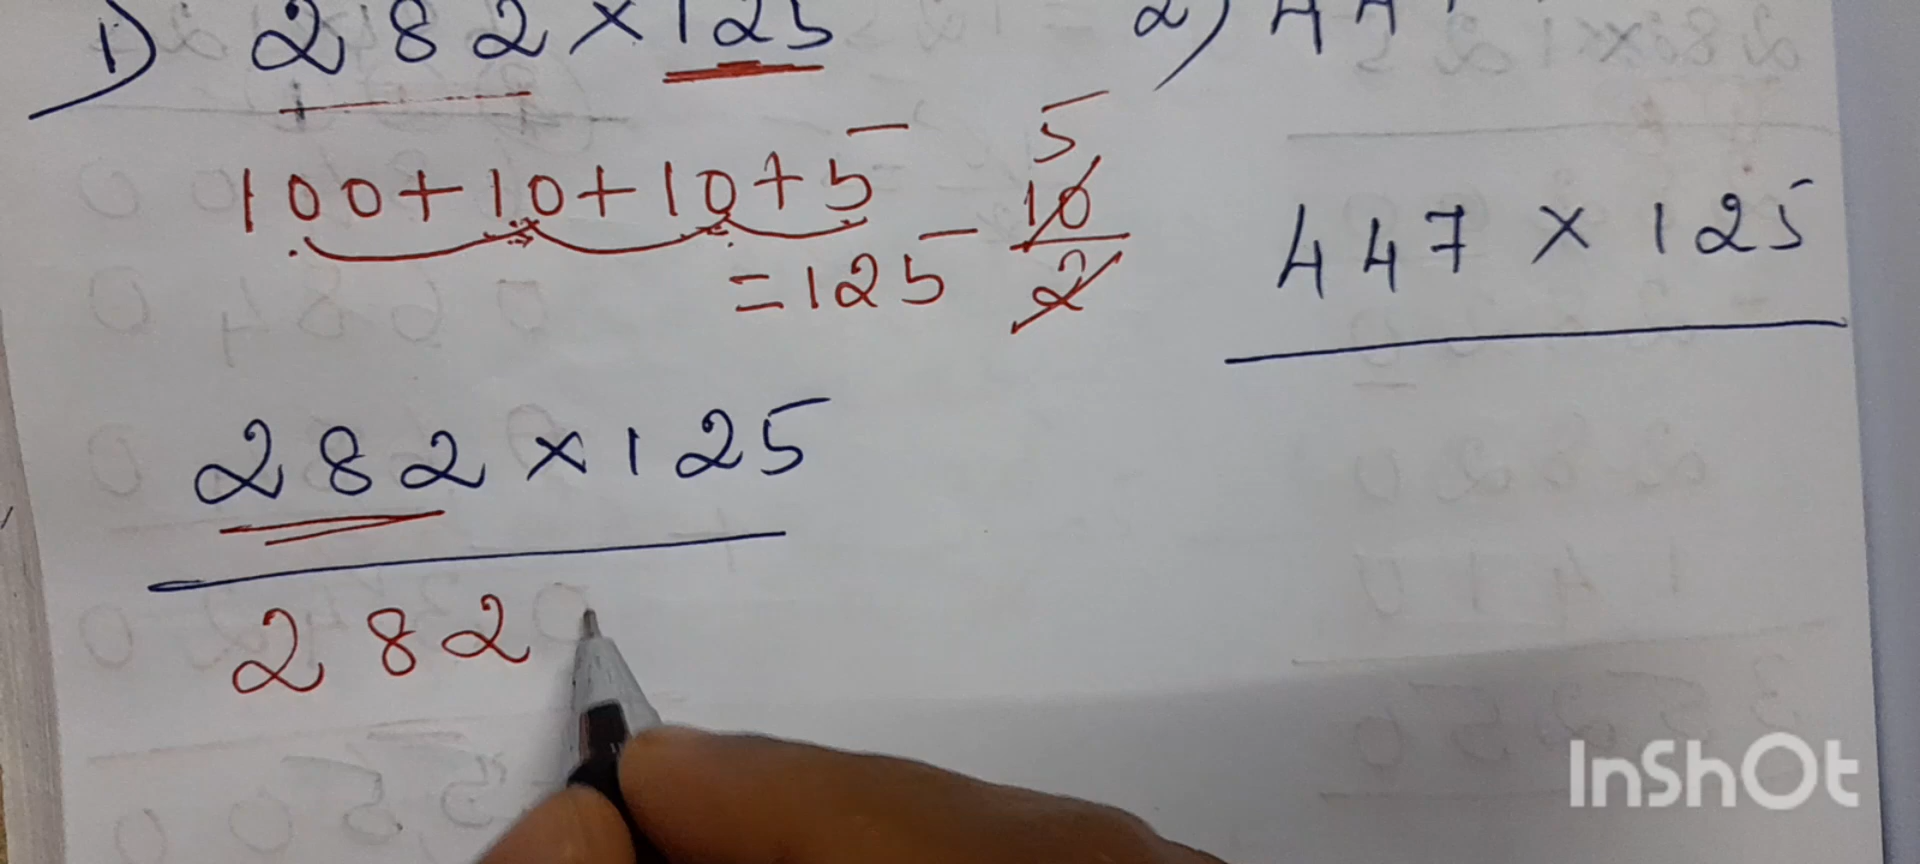 1) 282 × 125
2) 44
100 + 10 + 10 + 5
5
10
2
= 125
447 × 125
282 × 125
282
InShOt